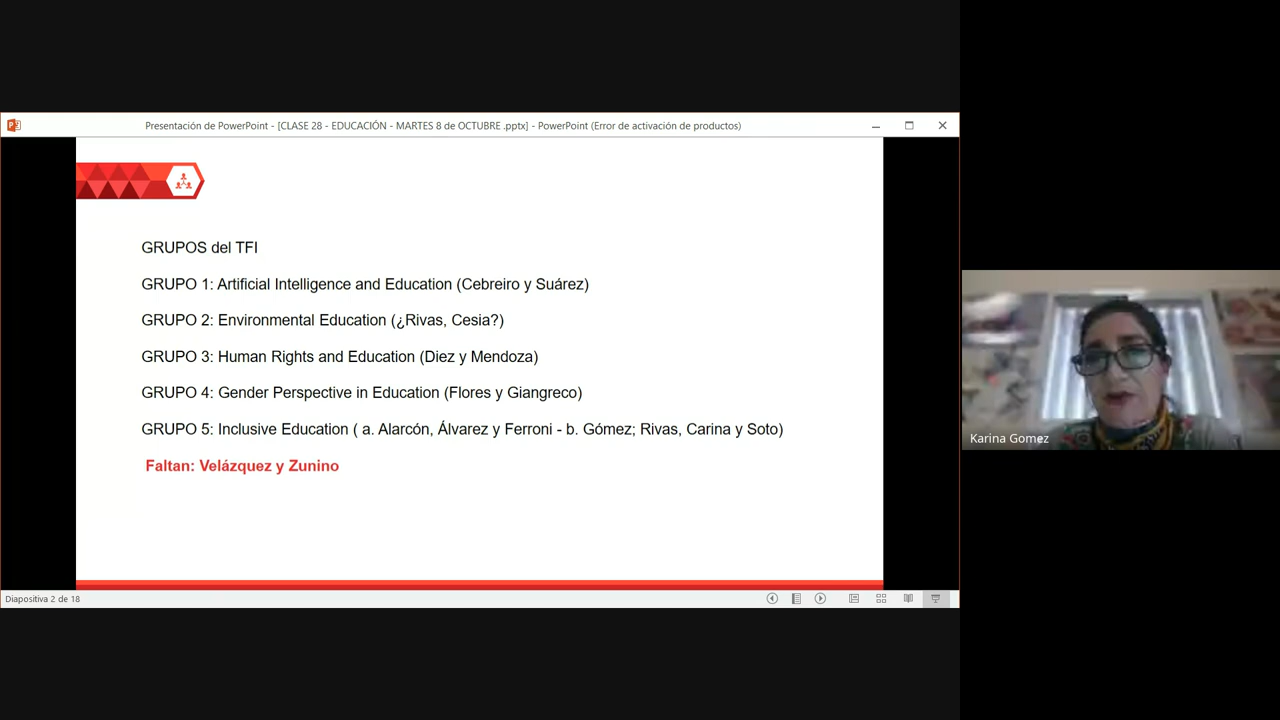 Presentación de PowerPoint - [CLASE 28 - EDUCACIÓN - MARTES 8 de OCTUBRE .pptx] - PowerPoint (Error de activación de productos)
GRUPOS del TFI
GRUPO 1: Artificial Intelligence and Education (Cebreiro y Suárez)
GRUPO 2: Environmental Education (¿Rivas, Cesia?)
GRUPO 3: Human Rights and Education (Diez y Mendoza)
GRUPO 4: Gender Perspective in Education (Flores y Giangreco)
GRUPO 5: Inclusive Education ( a. Alarcón, Álvarez y Ferroni - b. Gómez; Rivas, Carina y Soto)
Faltan: Velázquez y Zunino
Karina Gomez
Diapositiva 2 de 18